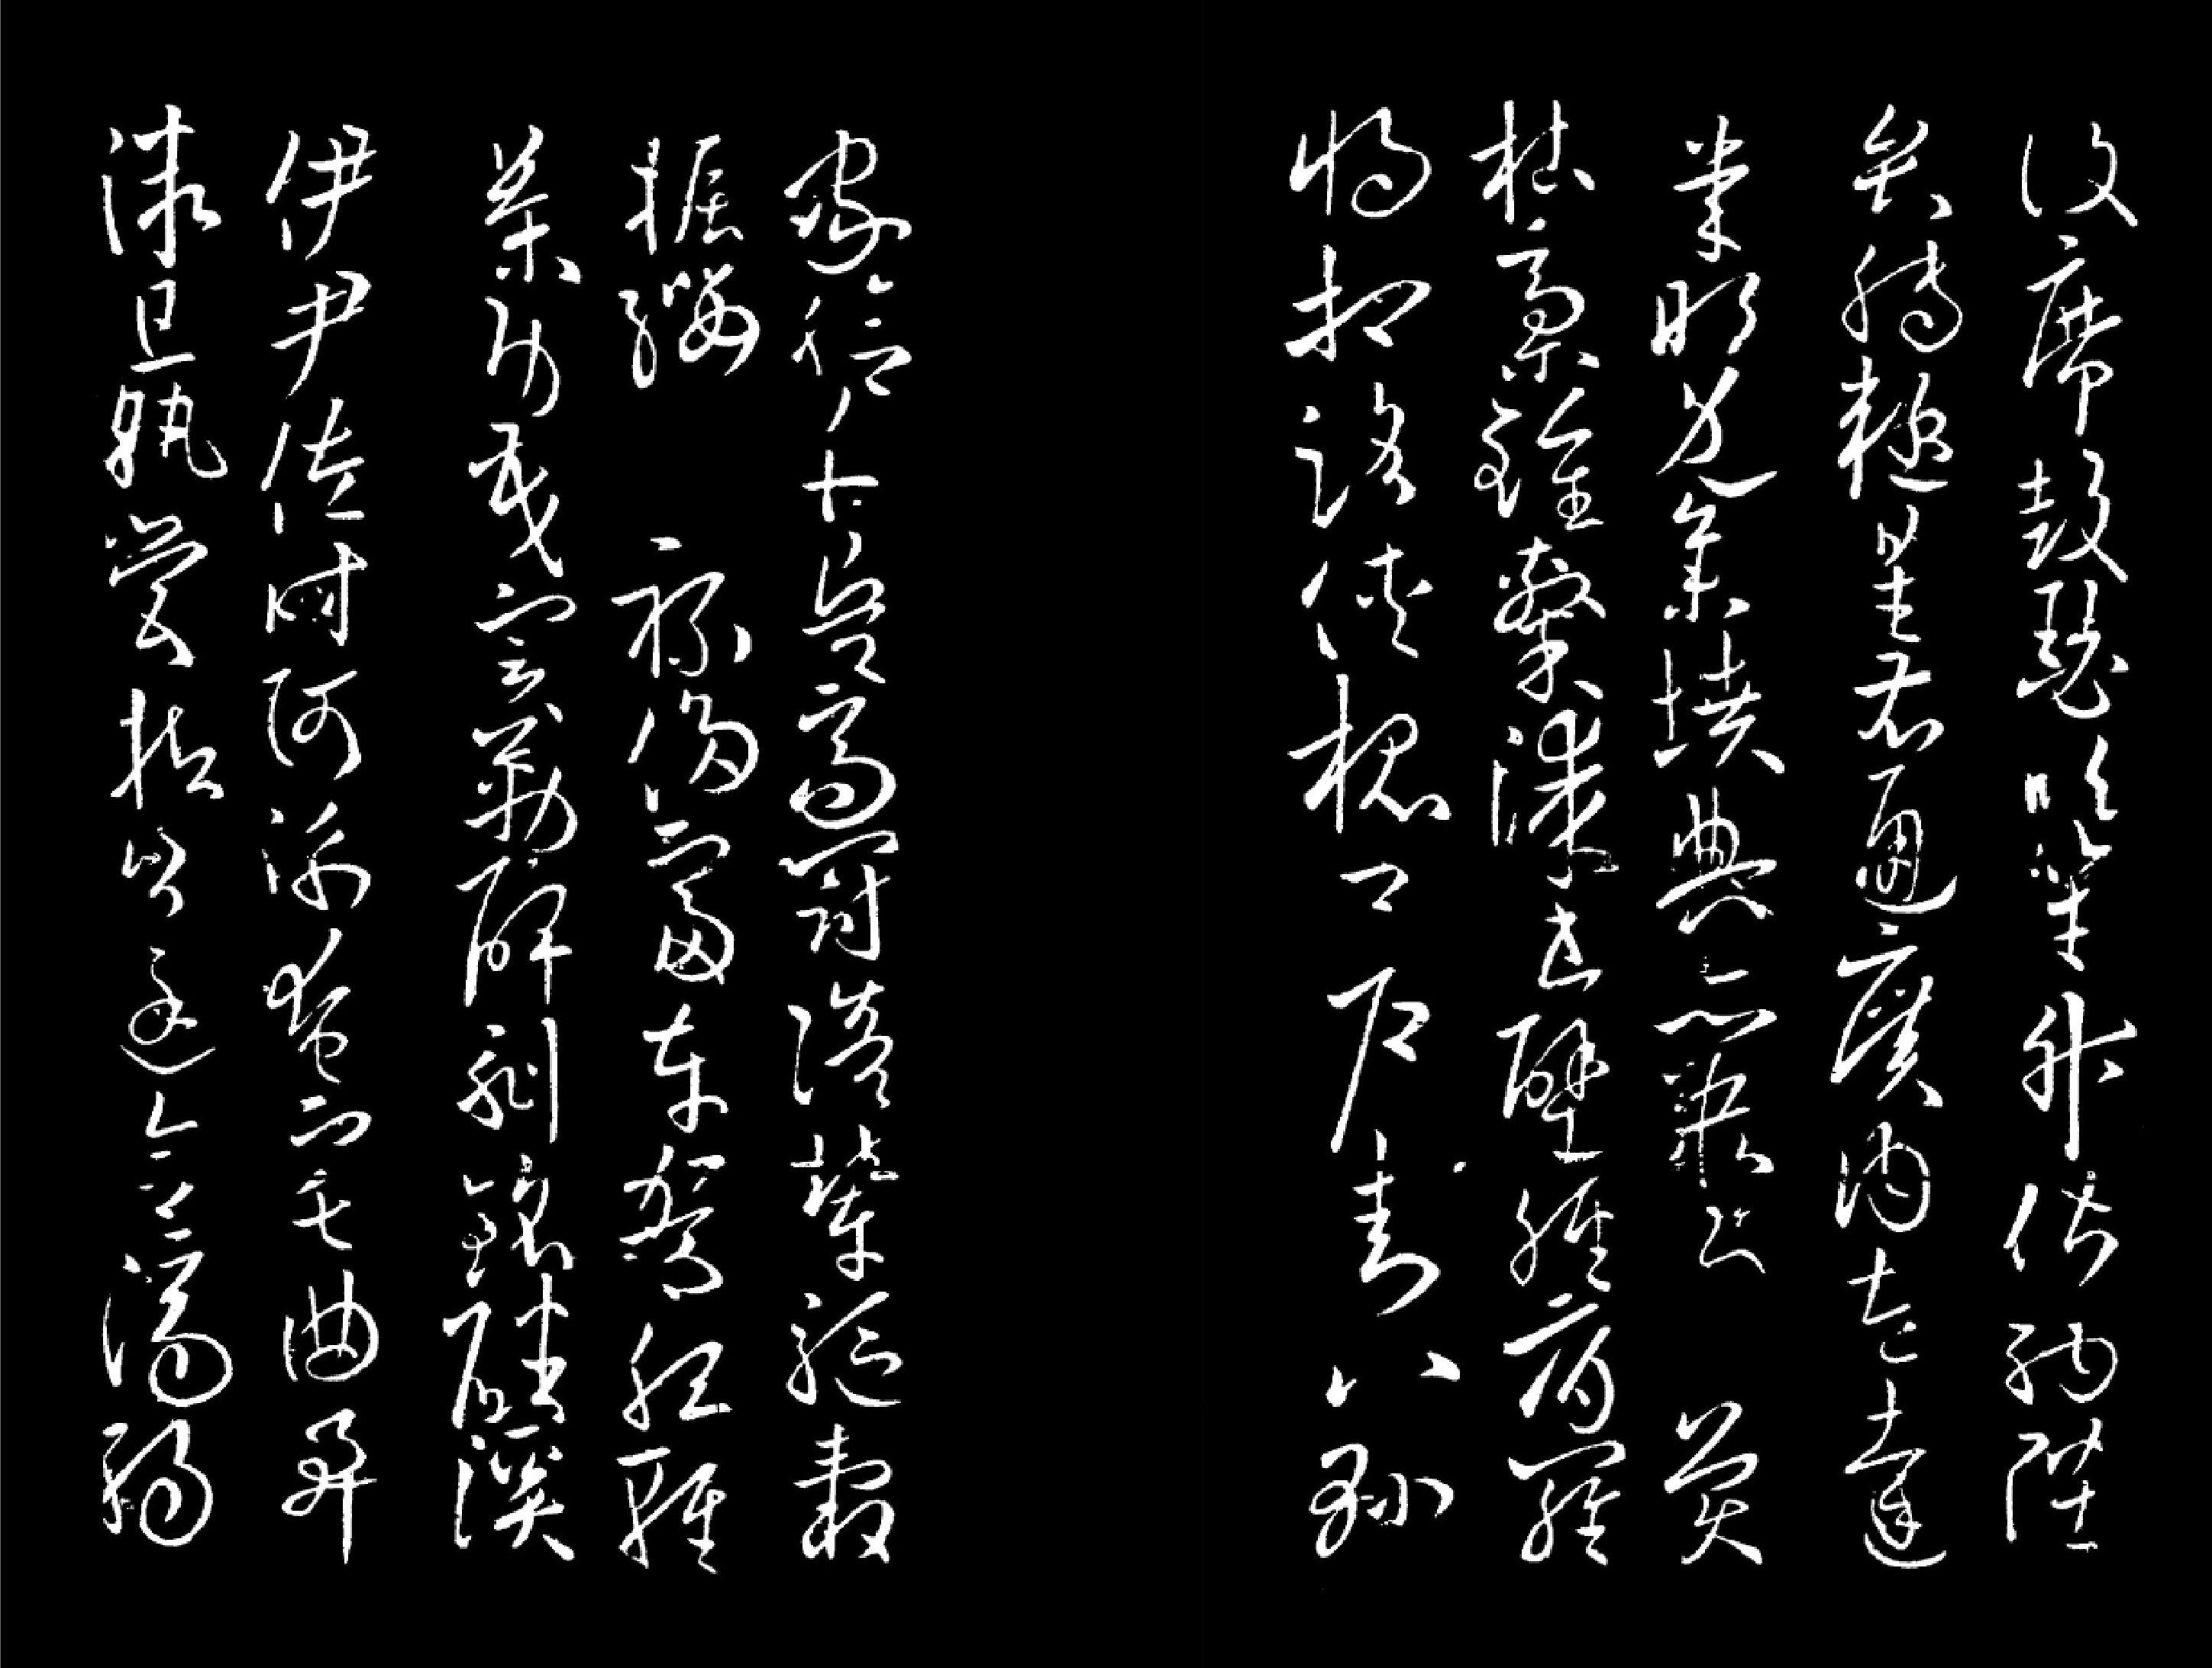 設席鼓瑟吹笙升階納陛
弁轉疑星右通廣內左達
承明既集墳典亦聚英
杜稾鍾隸漆書壁經府羅
將相路俠槐卿戶封八縣
家給千兵高冠陪輦驅轂
振纓祿侈富車駕肥輕
策功茂實勒碑刻銘磻溪
伊尹佐時阿衡奄宅曲阜
微旦孰營桓公匡合濟弱